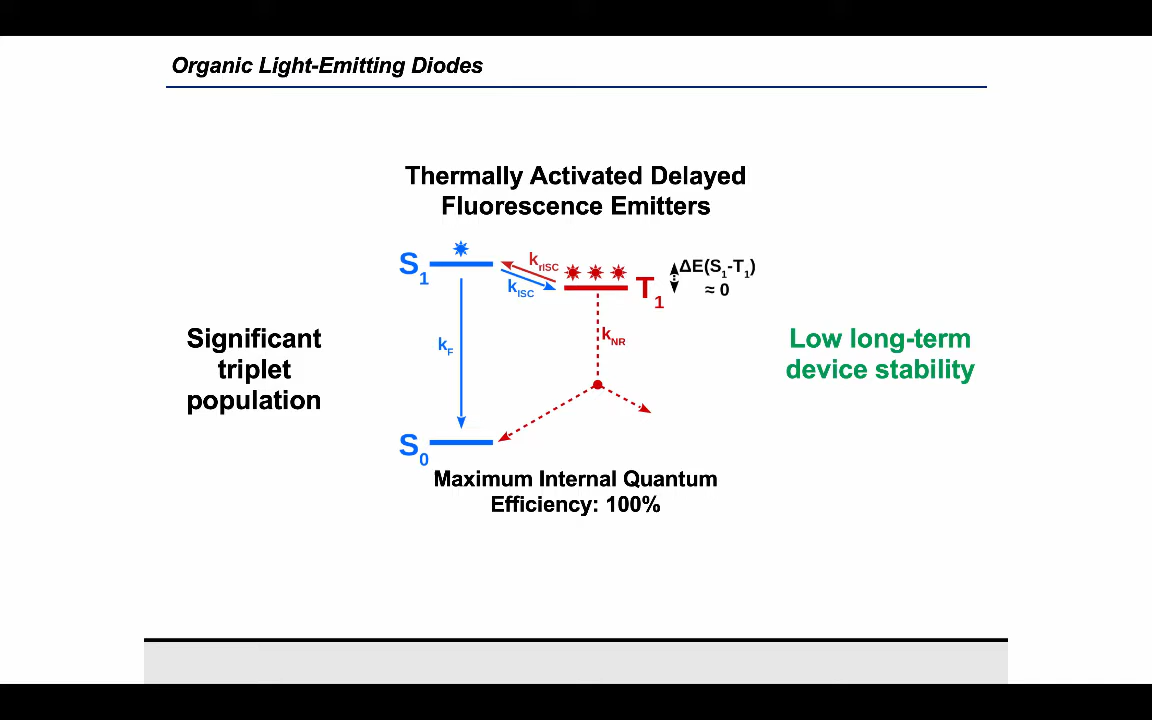 Organic Light-Emitting Diodes
Thermally Activated Delayed
Fluorescence Emitters
S1
krISC
kISC
T1
ΔE(S1-T1)
≈ 0
Significant
triplet
population
kF
kNR
Low long-term
device stability
S0
Maximum Internal Quantum
Efficiency: 100%